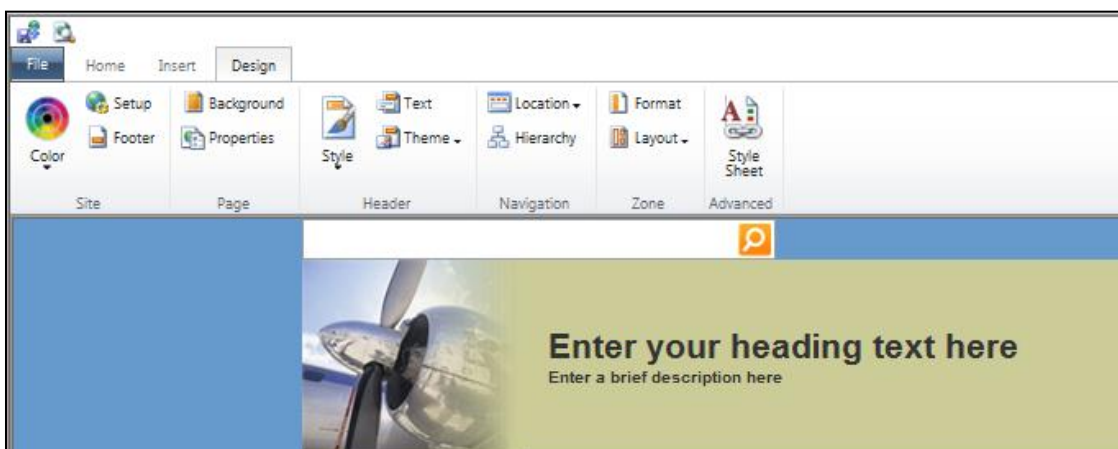 File Home Insert Design
Setup Background Text Location Format
Footer Properties Theme Hierarchy Layout
Color Style Style
Sheet
Site Page Header Navigation Zone Advanced
Enter your heading text here
Enter a brief description here